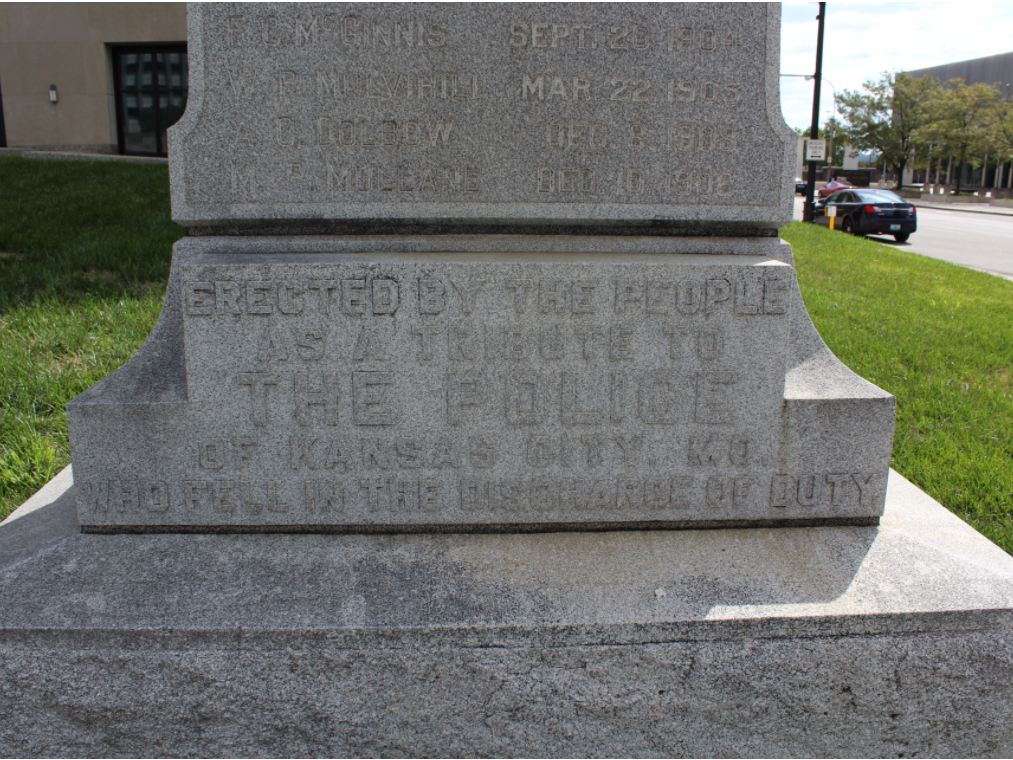 F. C. McGINNIS SEPT. 20 1904
W. P. MULVIHILL MAR 22 1905
A. O. DOLBOW DEC. 8 1908
M. P. MULLANE DEC. 10, 1908
ERECTED BY THE PEOPLE
AS A TRIBUTE TO
THE POLICE
OF KANSAS CITY, MO.
WHO FELL IN THE DISCHARGE OF DUTY